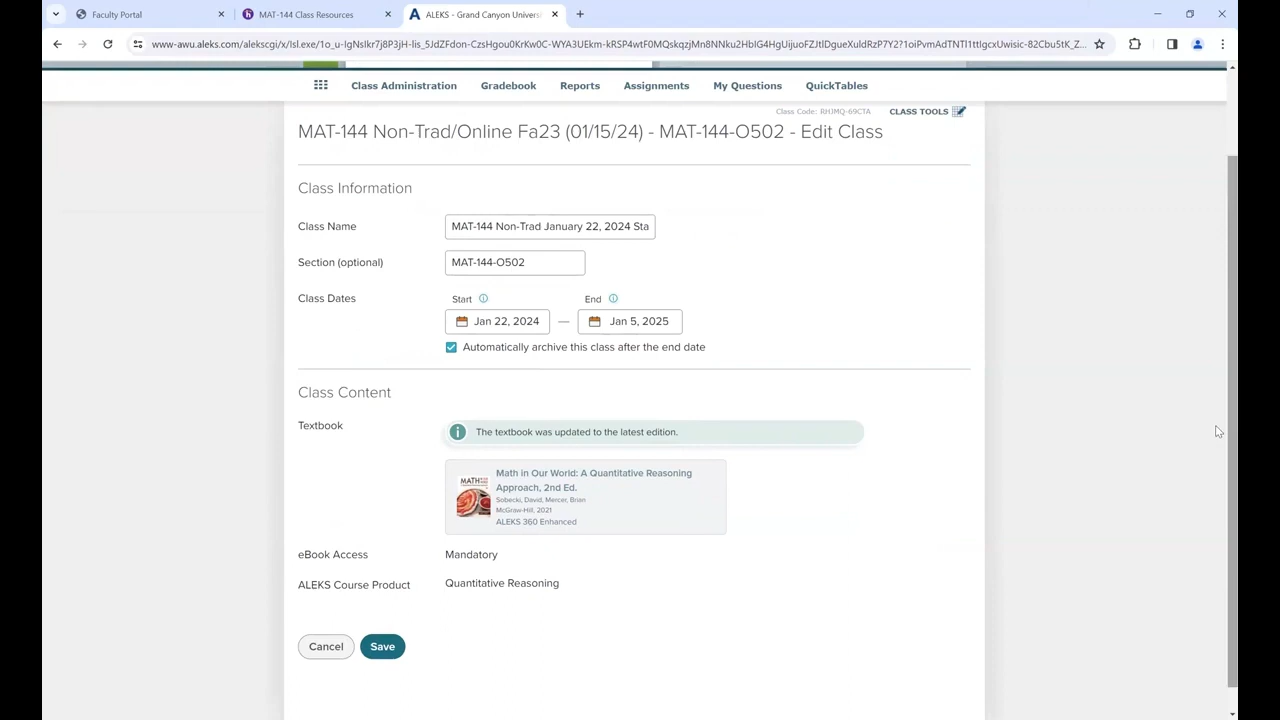 Faculty Portal
MAT-144 Class Resources
ALEKS - Grand Canyon Universi
Class Administration
Gradebook
Reports
Assignments
My Questions
QuickTables
Class Code: RHJMQ-69CTA
CLASS TOOLS
MAT-144 Non-Trad/Online Fa23 (01/15/24) - MAT-144-O502 - Edit Class
Class Information
Class Name
MAT-144 Non-Trad January 22, 2024 Sta
Section (optional)
MAT-144-O502
Class Dates
Start
End
Jan 22, 2024
—
Jan 5, 2025
Automatically archive this class after the end date
Class Content
Textbook
The textbook was updated to the latest edition.
Math in Our World: A Quantitative Reasoning
Approach, 2nd Ed.
Sobecki, David, Mercer, Brian
McGraw-Hill, 2021
ALEKS 360 Enhanced
eBook Access
Mandatory
ALEKS Course Product
Quantitative Reasoning
Cancel
Save